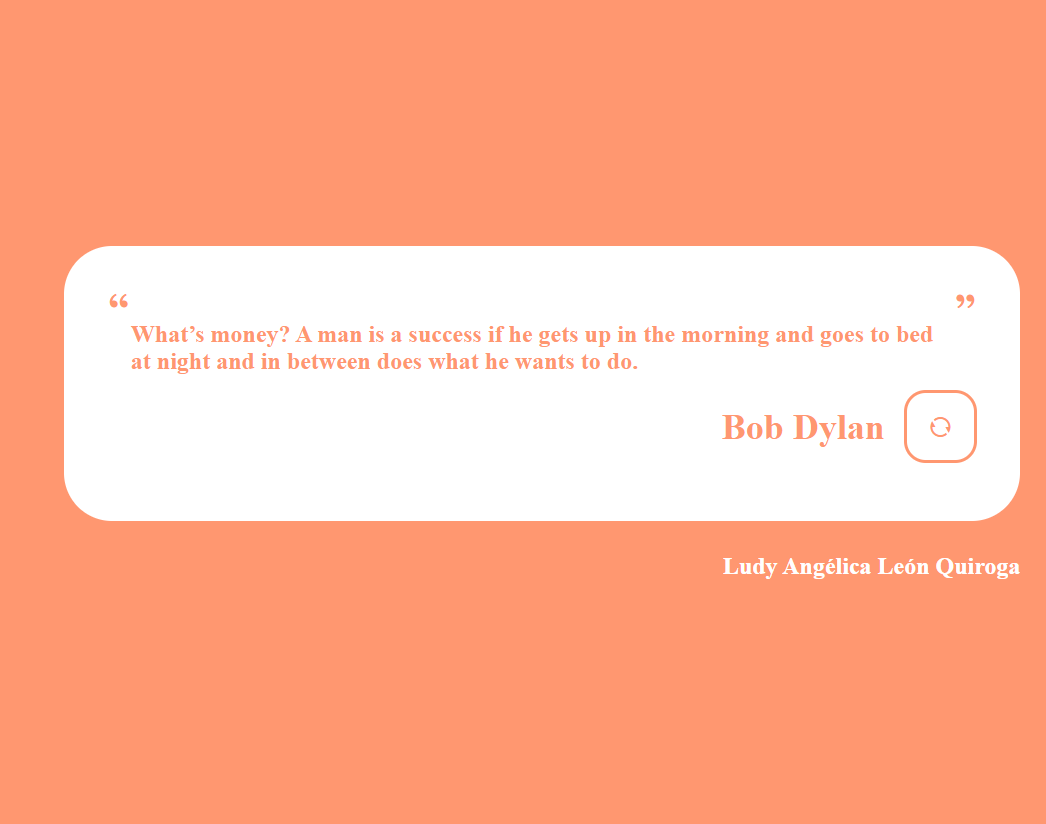 “ ”
What’s money? A man is a success if he gets up in the morning and goes to bed
at night and in between does what he wants to do.
Bob Dylan
Ludy Angélica León Quiroga